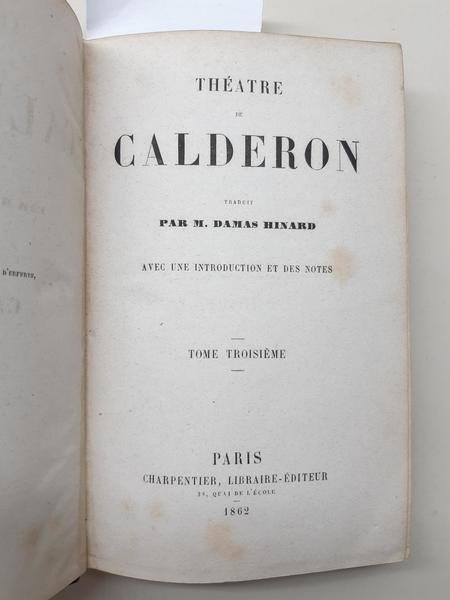 D'ERFURTH,
THÉATRE
DE
CALDERON
TRADUIT
PAR M. DAMAS HINARD
AVEC UNE INTRODUCTION ET DES NOTES
TOME TROISIÈME
PARIS
CHARPENTIER, LIBRAIRE-ÉDITEUR
QUAI DE L'ÉCOLE
1862